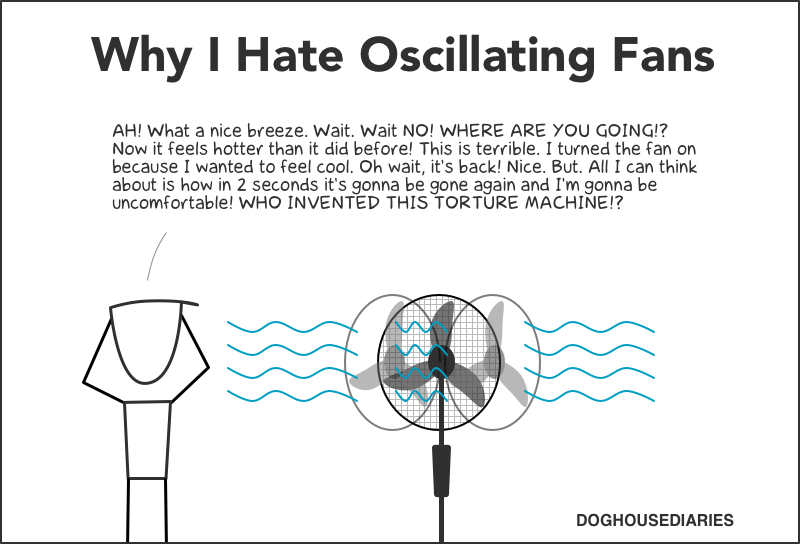 Why I Hate Oscillating Fans
AH! What a nice breeze. Wait. Wait NO! WHERE ARE YOU GOING!?
Now it feels hotter than it did before! This is terrible. I turned the fan on
because I wanted to feel cool. Oh wait, it's back! Nice. But. All I can think
about is how in 2 seconds it's gonna be gone again and I'm gonna be
uncomfortable! WHO INVENTED THIS TORTURE MACHINE!?
DOGHOUSEDIARIES